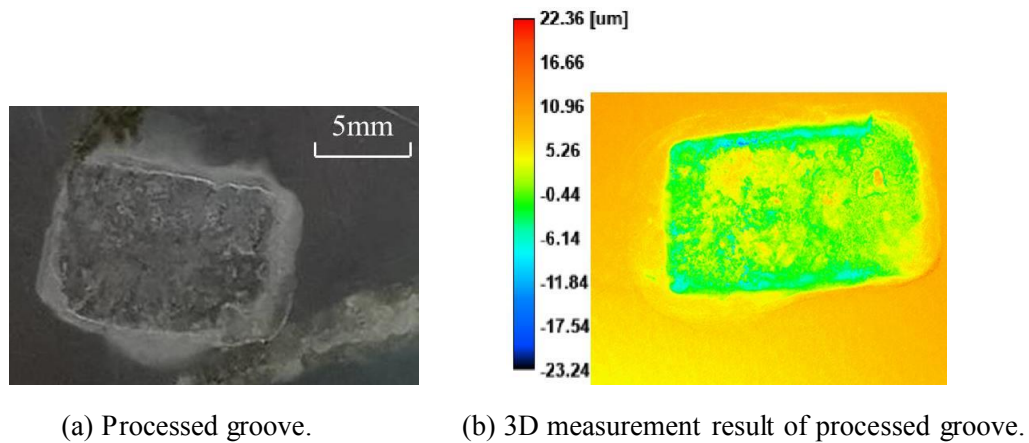 22.36 [um]
16.66
10.96
5.26
-0.44
-6.14
-11.84
-17.54
-23.24
5mm
(a) Processed groove.
(b) 3D measurement result of processed groove.